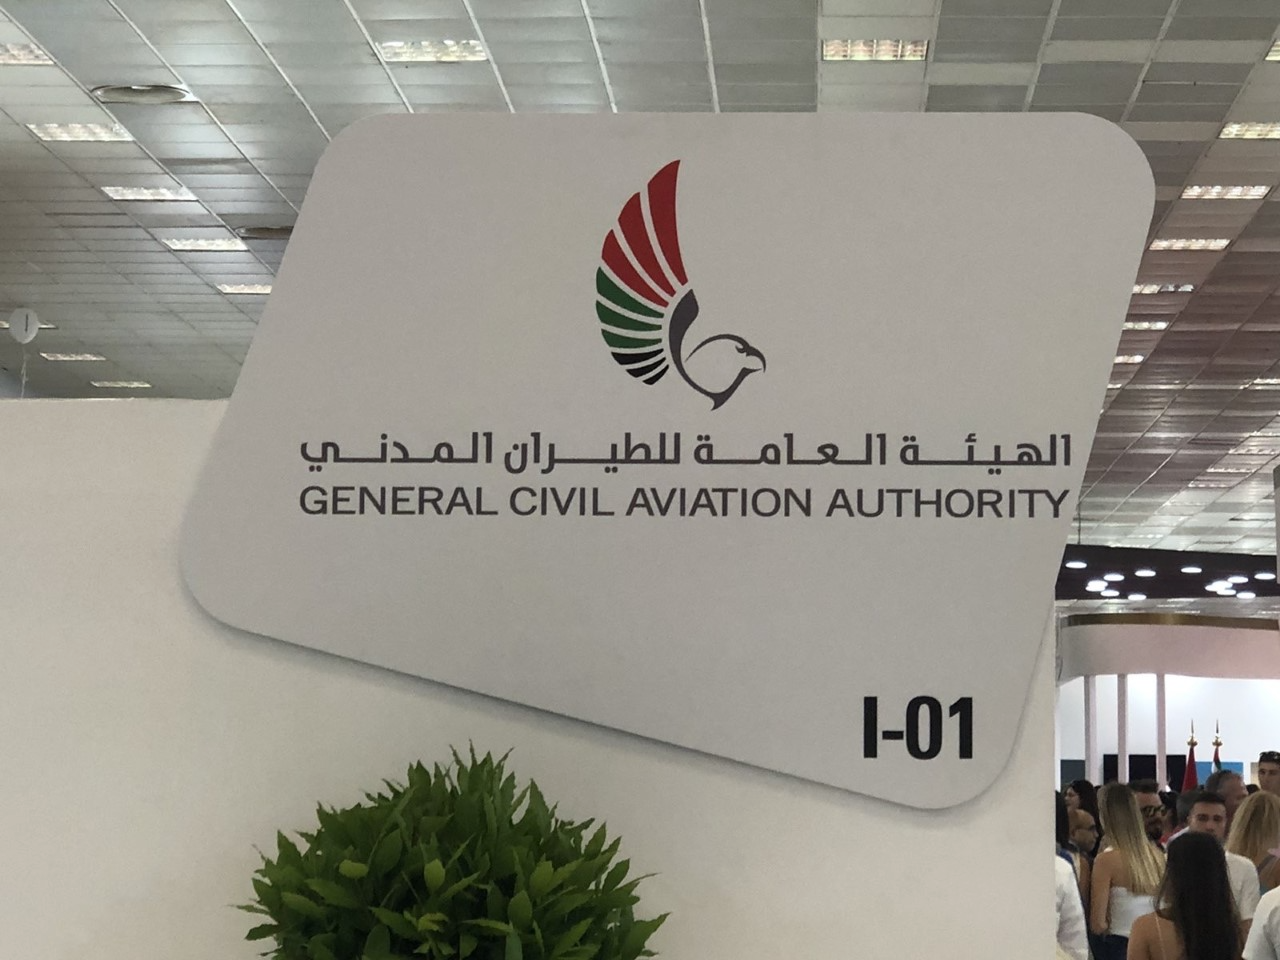 الهيئة العامة للطيران المدني
GENERAL CIVIL AVIATION AUTHORITY
I-01